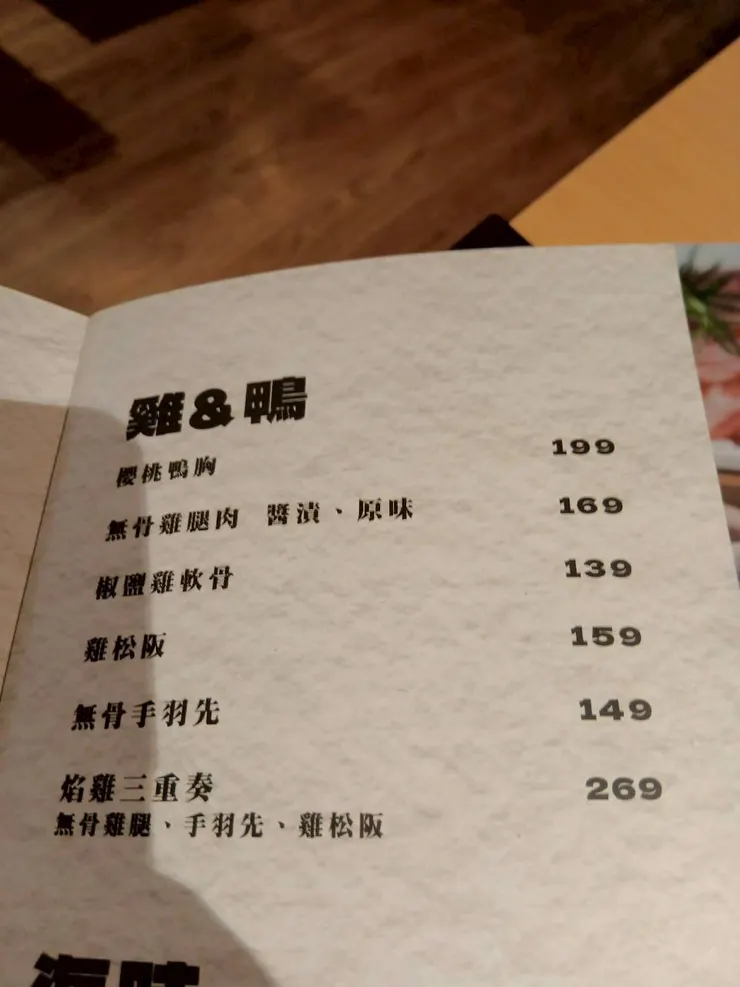 雞&鴨
櫻桃鴨胸 199
無骨雞腿肉 醬漬、原味 169
椒鹽雞軟骨 139
雞松阪 159
無骨手羽先 149
焰雞三重奏 269
無骨雞腿、手羽先、雞松阪
海味